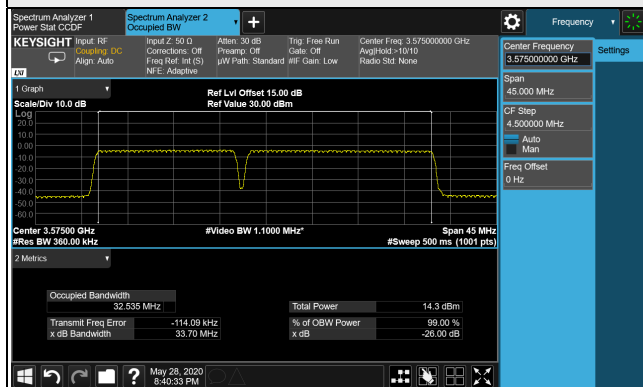 Spectrum Analyzer 1
Power Stat CCDF
Spectrum Analyzer 2
Occupied BW
Frequency
KEYSIGHT
Input: RF
Coupling: DC
Align: Auto
Input Z: 50 Ω
Corrections: Off
Freq Ref: Int (S)
NFE: Adaptive
Atten: 30 dB
Preamp: Off
µW Path: Standard
Trig: Free Run
Gate: Off
#IF Gain: Low
Center Freq: 3.575000000 GHz
Avg|Hold:>10/10
Radio Std: None
LXI
Center Frequency
3.575000000 GHz
Settings
Span
45.000 MHz
CF Step
4.500000 MHz
Auto
Man
Freq Offset
0 Hz
1 Graph
Scale/Div 10.0 dB
Ref Lvl Offset 15.00 dB
Ref Value 30.00 dBm
Log
20.0
10.0
0.00
-10.0
-20.0
-30.0
-40.0
-50.0
-60.0
Center 3.57500 GHz
#Res BW 360.00 kHz
#Video BW 1.1000 MHz*
Span 45 MHz
#Sweep 500 ms (1001 pts)
2 Metrics
Occupied Bandwidth
32.535 MHz
Total Power 14.3 dBm
Transmit Freq Error -114.09 kHz
% of OBW Power 99.00 %
x dB Bandwidth 33.70 MHz
x dB -26.00 dB
?
May 28, 2020
8:40:33 PM